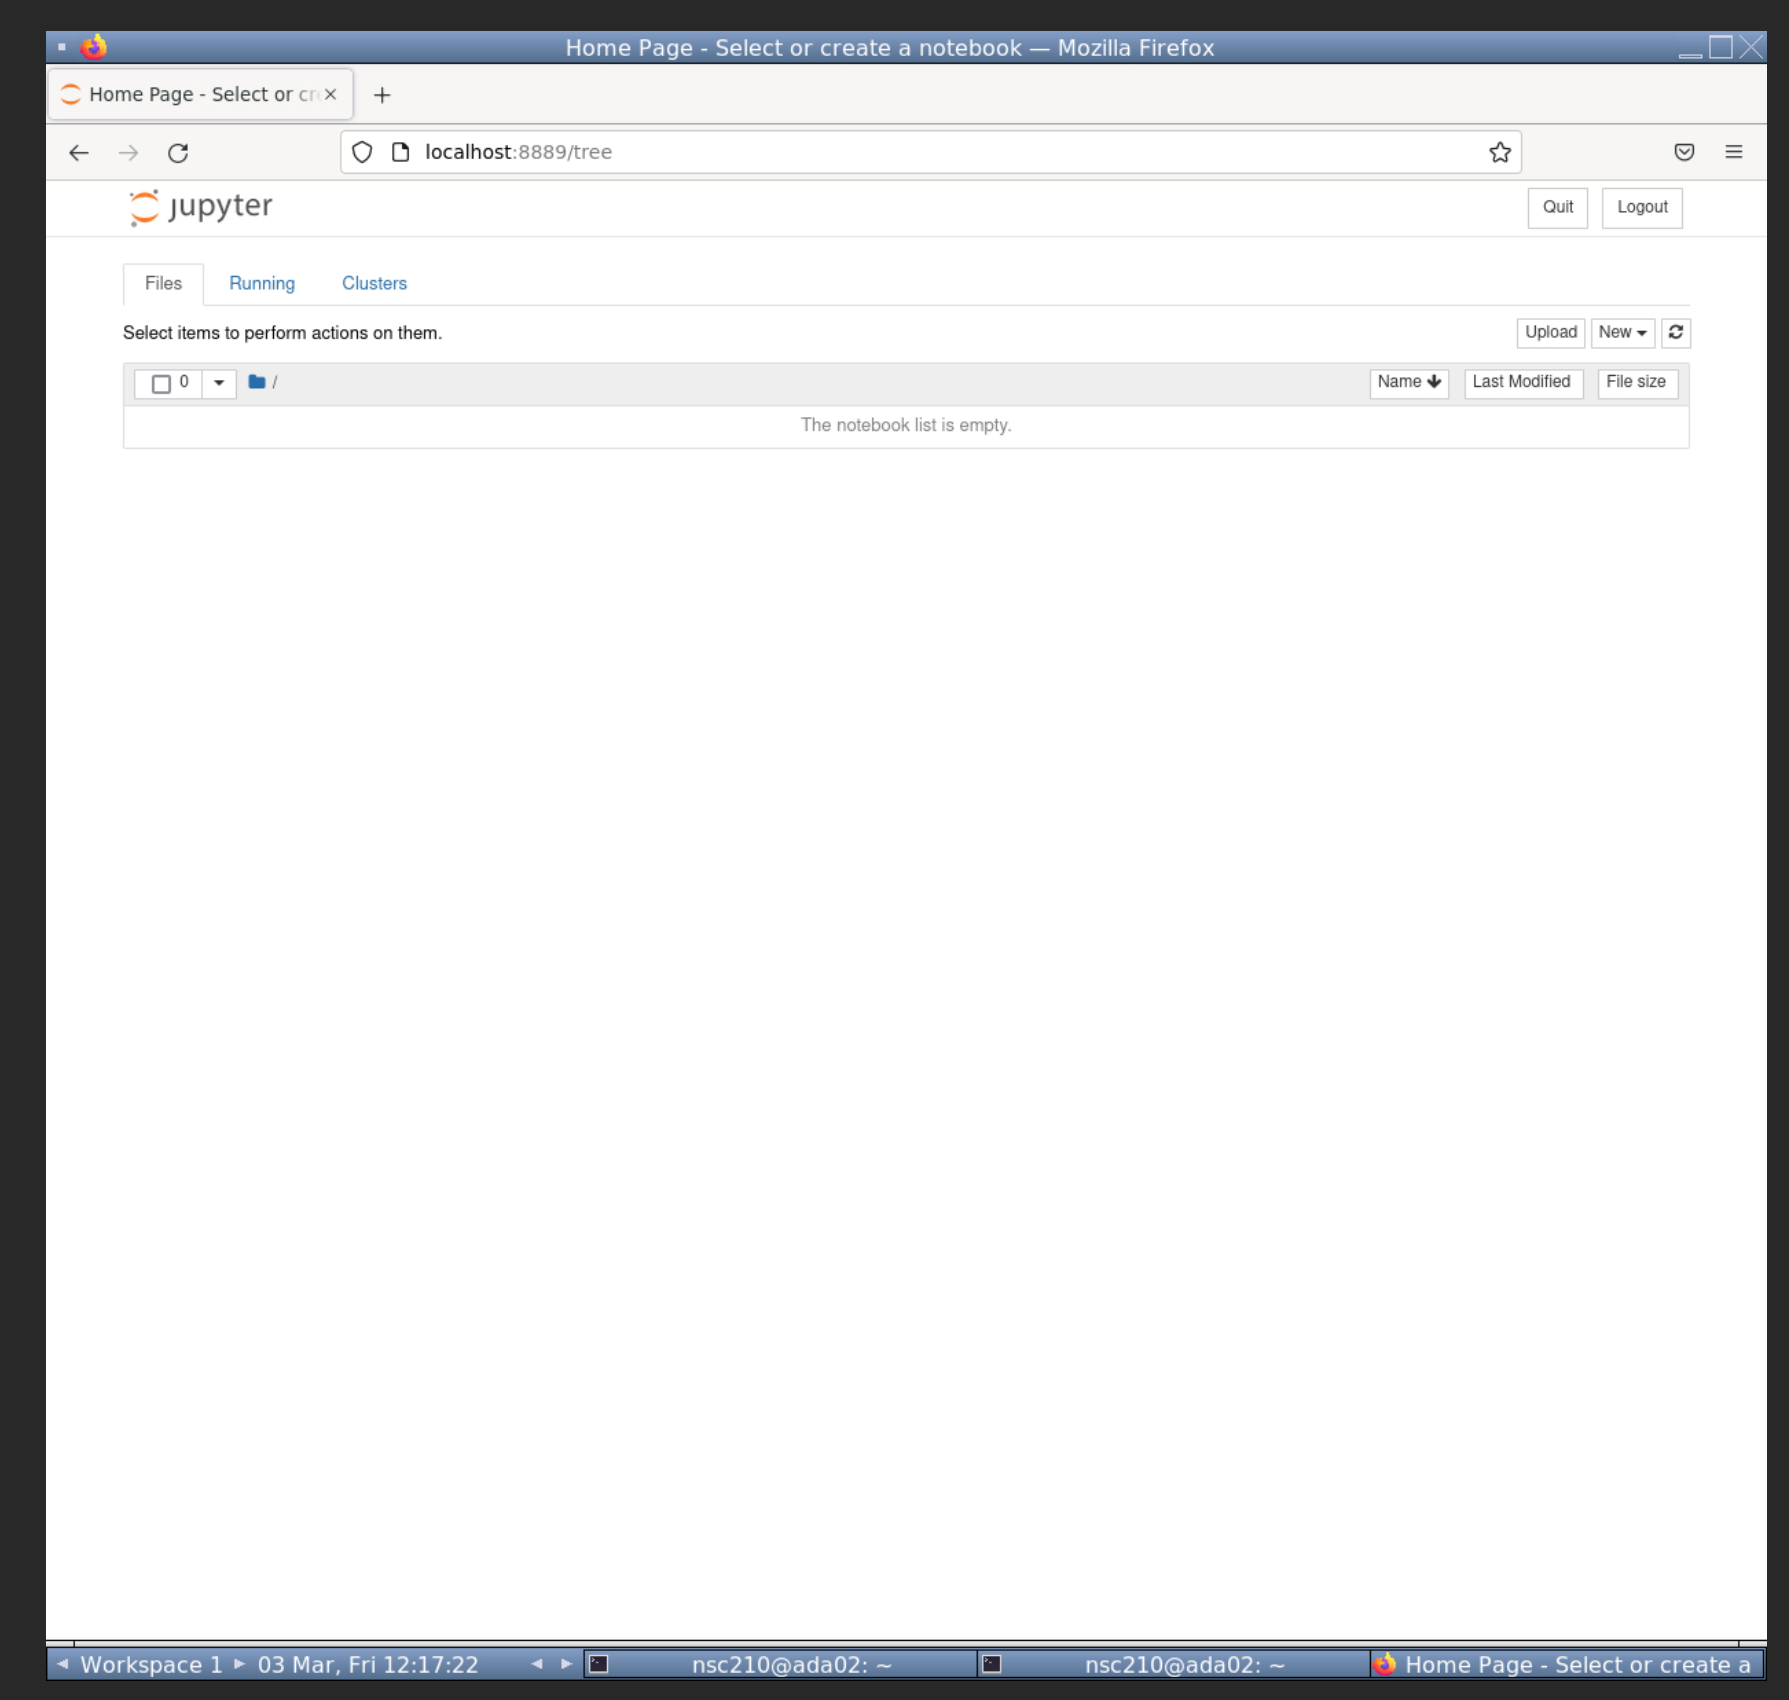 Home Page - Select or create a notebook — Mozilla Firefox
Home Page - Select or cr
localhost:8889/tree
jupyter
Quit Logout
Files Running Clusters
Select items to perform actions on them.
Upload New
0 / Name Last Modified File size
The notebook list is empty.
Workspace 1 03 Mar, Fri 12:17:22 nsc210@ada02: ~ nsc210@ada02: ~ Home Page - Select or create a